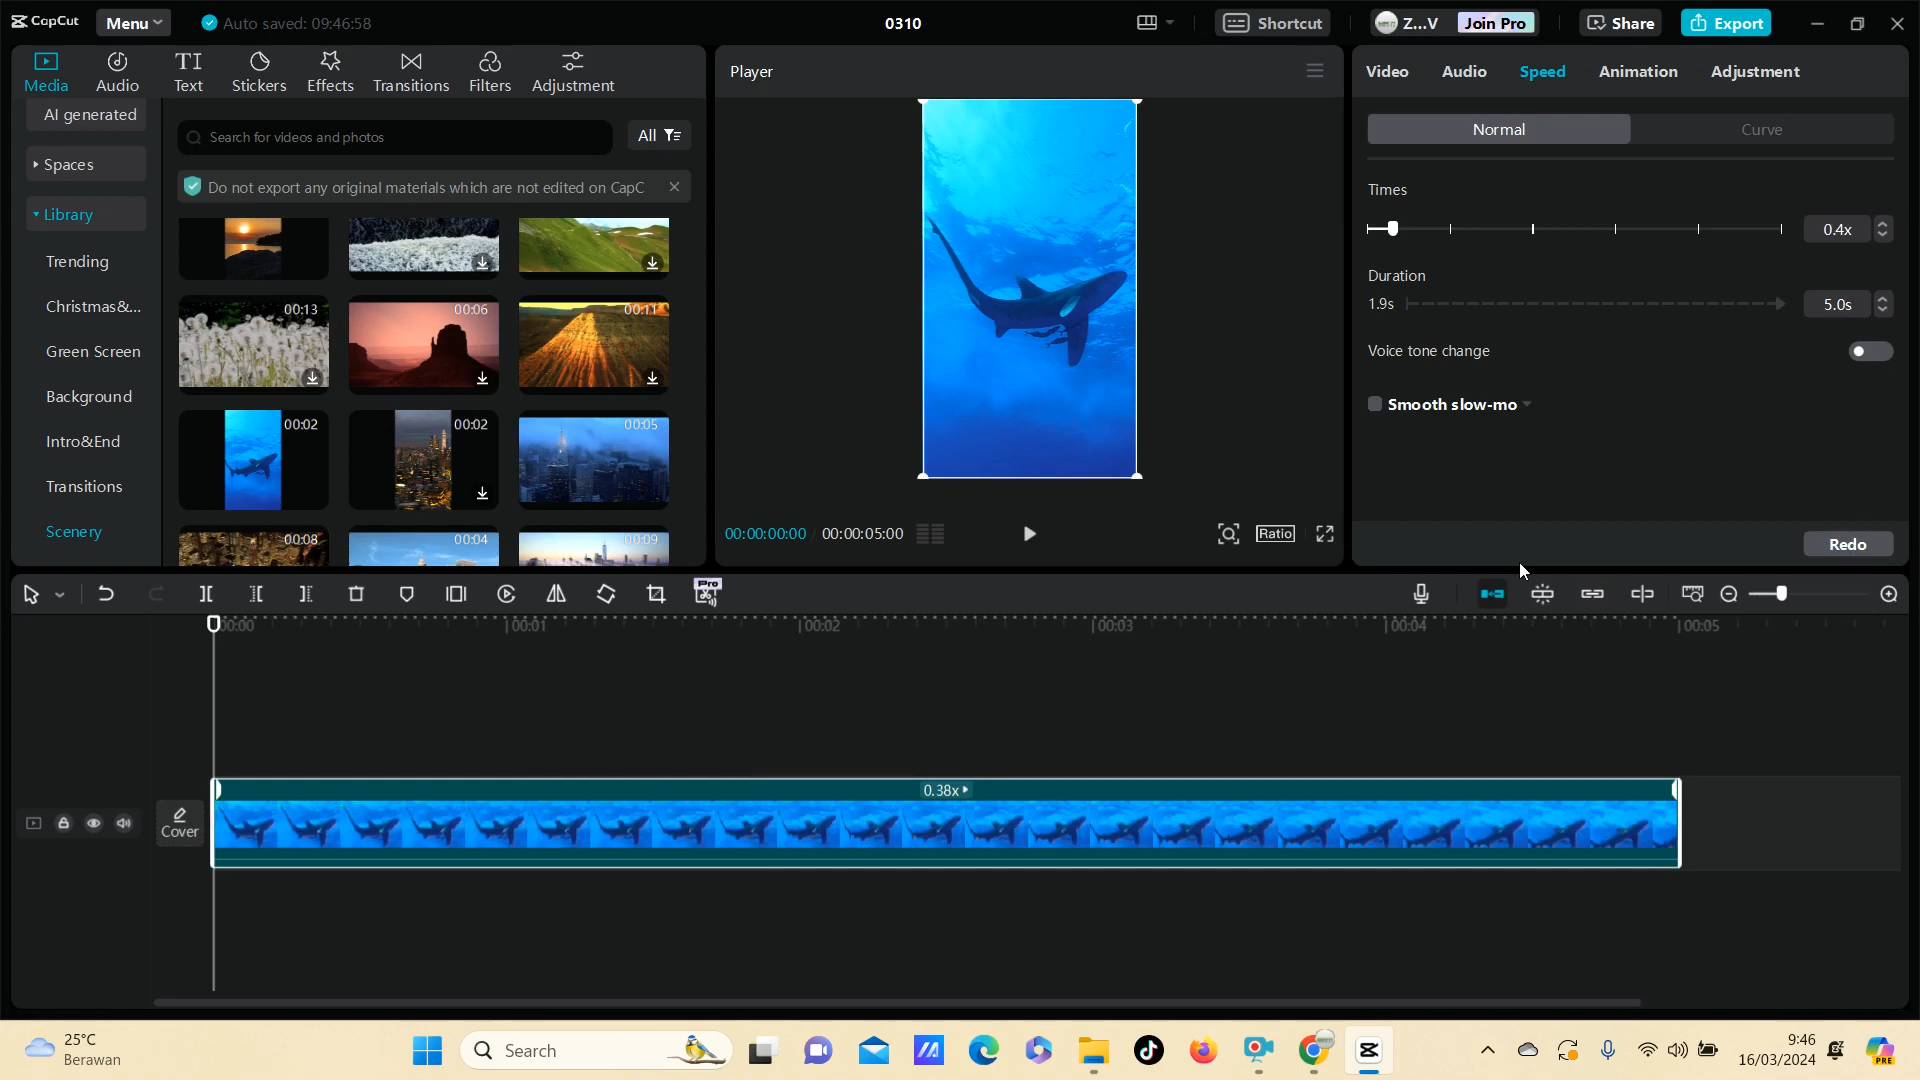 CapCut
Menu
Auto saved: 09:46:58
0310
Shortcut
Z...V
Join Pro
Share
Export
Media
Audio
Text
Stickers
Effects
Transitions
Filters
Adjustment
AI generated
Spaces
Library
Trending
Christmas&...
Green Screen
Background
Intro&End
Transitions
Scenery
Search for videos and photos
All
Do not export any original materials which are not edited on CapC
00:13
00:06
00:11
00:02
00:02
00:05
00:08
00:04
00:09
Player
00:00:00:00 / 00:00:05:00
Ratio
Video
Audio
Speed
Animation
Adjustment
Normal
Curve
Times
0.4x
Duration
1.9s
5.0s
Voice tone change
Smooth slow-mo
Redo
Pro
00:00
00:01
00:02
00:03
00:04
00:05
Cover
0.38x
25°C
Berawan
Search
9:46
16/03/2024
PRE